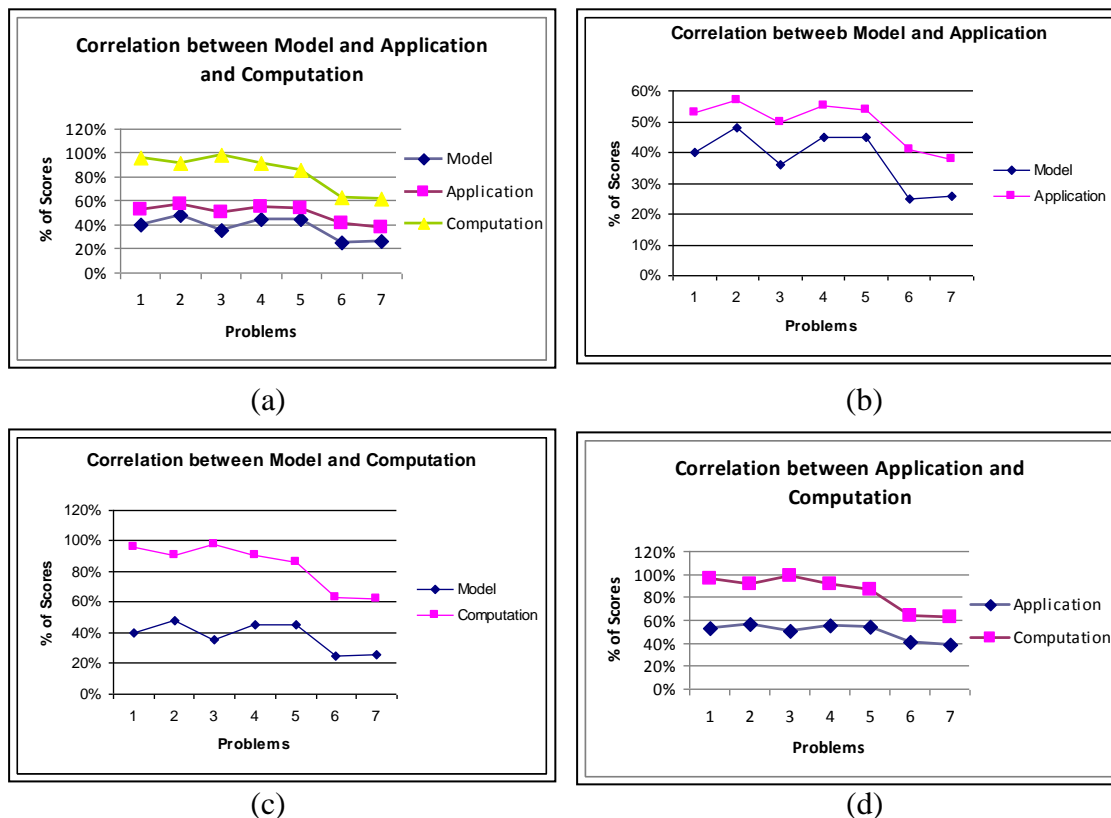 Correlation between Model and Application
and Computation
120%
100%
80%
60%
40%
20%
0%
% of Scores
1 2 3 4 5 6 7
Problems
Model
Application
Computation
(a)
Correlation betweeb Model and Application
60%
50%
40%
30%
20%
10%
0%
% of Scores
1 2 3 4 5 6 7
Problems
Model
Application
(b)
Correlation between Model and Computation
120%
100%
80%
60%
40%
20%
0%
% of Scores
1 2 3 4 5 6 7
Problems
Model
Computation
(c)
Correlation between Application and
Computation
120%
100%
80%
60%
40%
20%
0%
% of Scores
1 2 3 4 5 6 7
Problems
Application
Computation
(d)